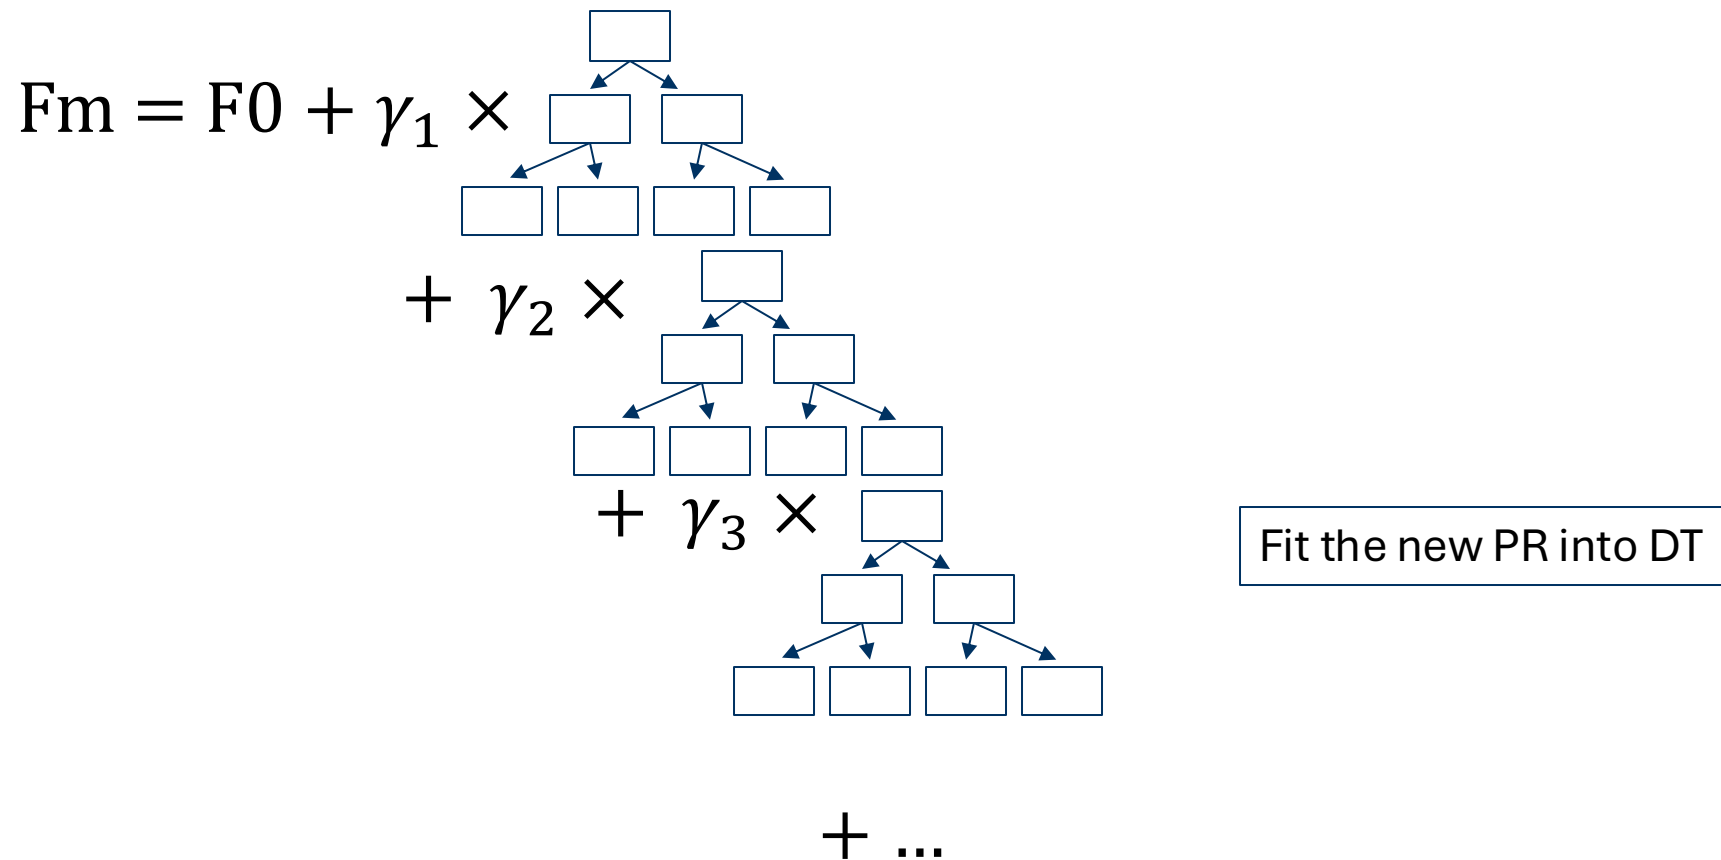 Fm = F0 + γ₁ ×
+ γ₂ ×
+ γ₃ ×
Fit the new PR into DT
+ ...